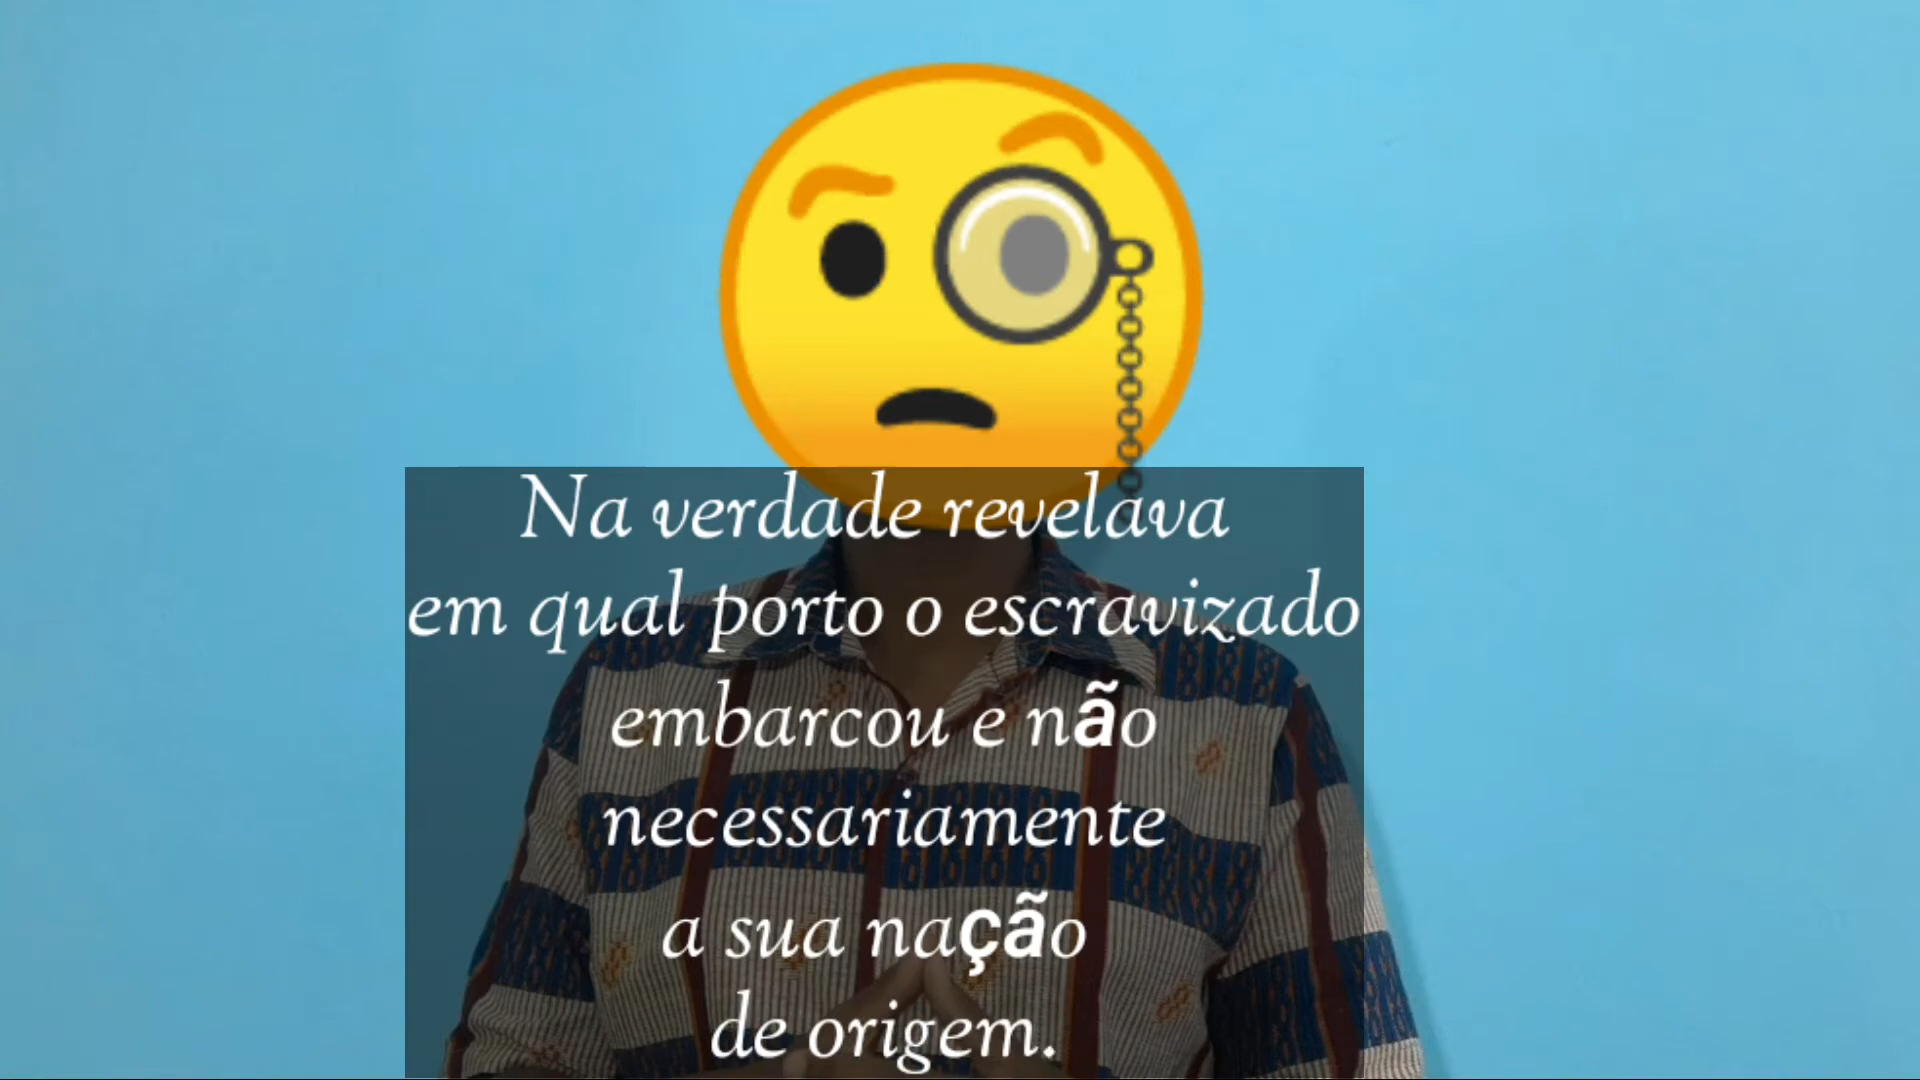 Na verdade revelava
em qual porto o escravizado
embarcou e não
necessariamente
a sua nação
de origem.